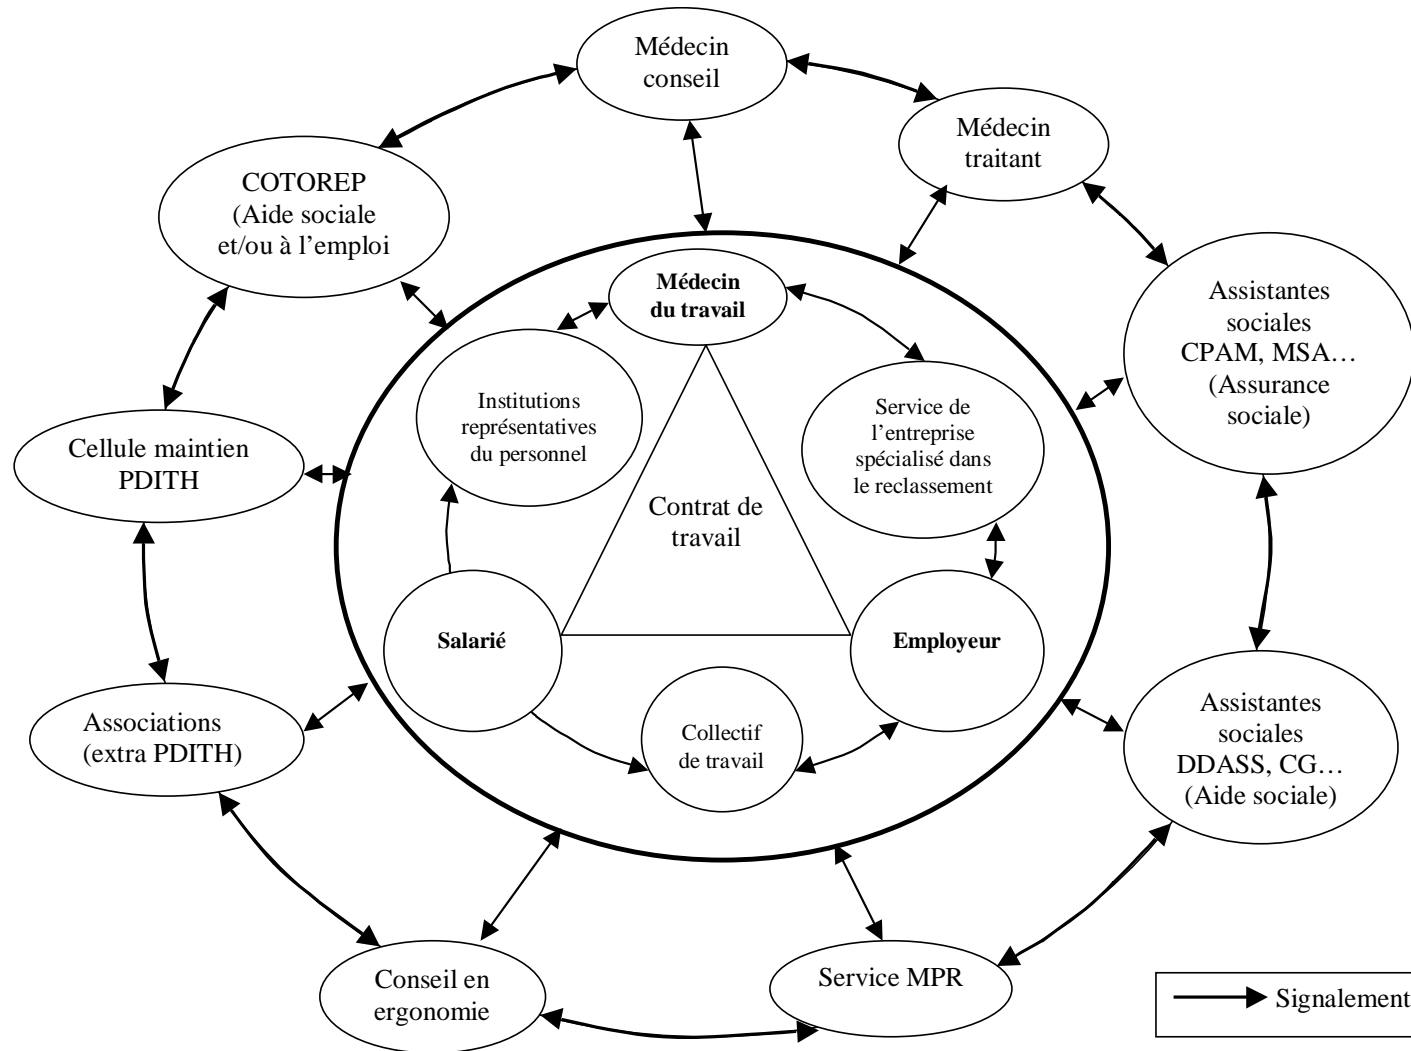 Médecin
conseil
Médecin
traitant
COTOREP
(Aide sociale
et/ou à l’emploi
Médecin
du travail
Assistantes
sociales
CPAM, MSA…
(Assurance
sociale)
Institutions
représentatives
du personnel
Service de
l’entreprise
spécialisé dans
le reclassement
Cellule maintien
PDITH
Contrat de
travail
Salarié
Employeur
Associations
(extra PDITH)
Collectif
de travail
Assistantes
sociales
DDASS, CG…
(Aide sociale)
Conseil en
ergonomie
Service MPR
Signalement